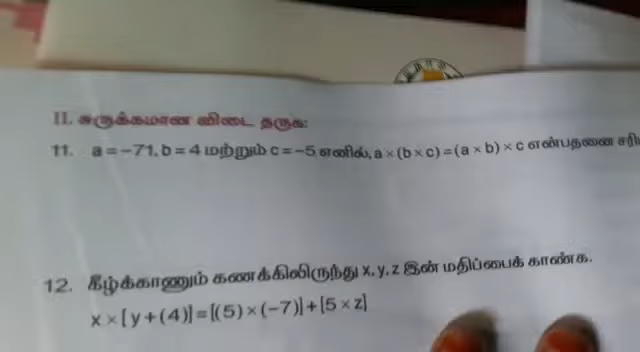 II. சுருக்கமான விடை தருக:
11. a = −71, b = 4 மற்றும் c = −5 எனில், a × (b × c) = (a × b) × c என்பதனை
12. கீழ்க்காணும் கணக்கிலிருந்து x, y, z இன் மதிப்பைக் காண்க.
x × [y + (4)] = [(5) × (−7)] + [5 × z]